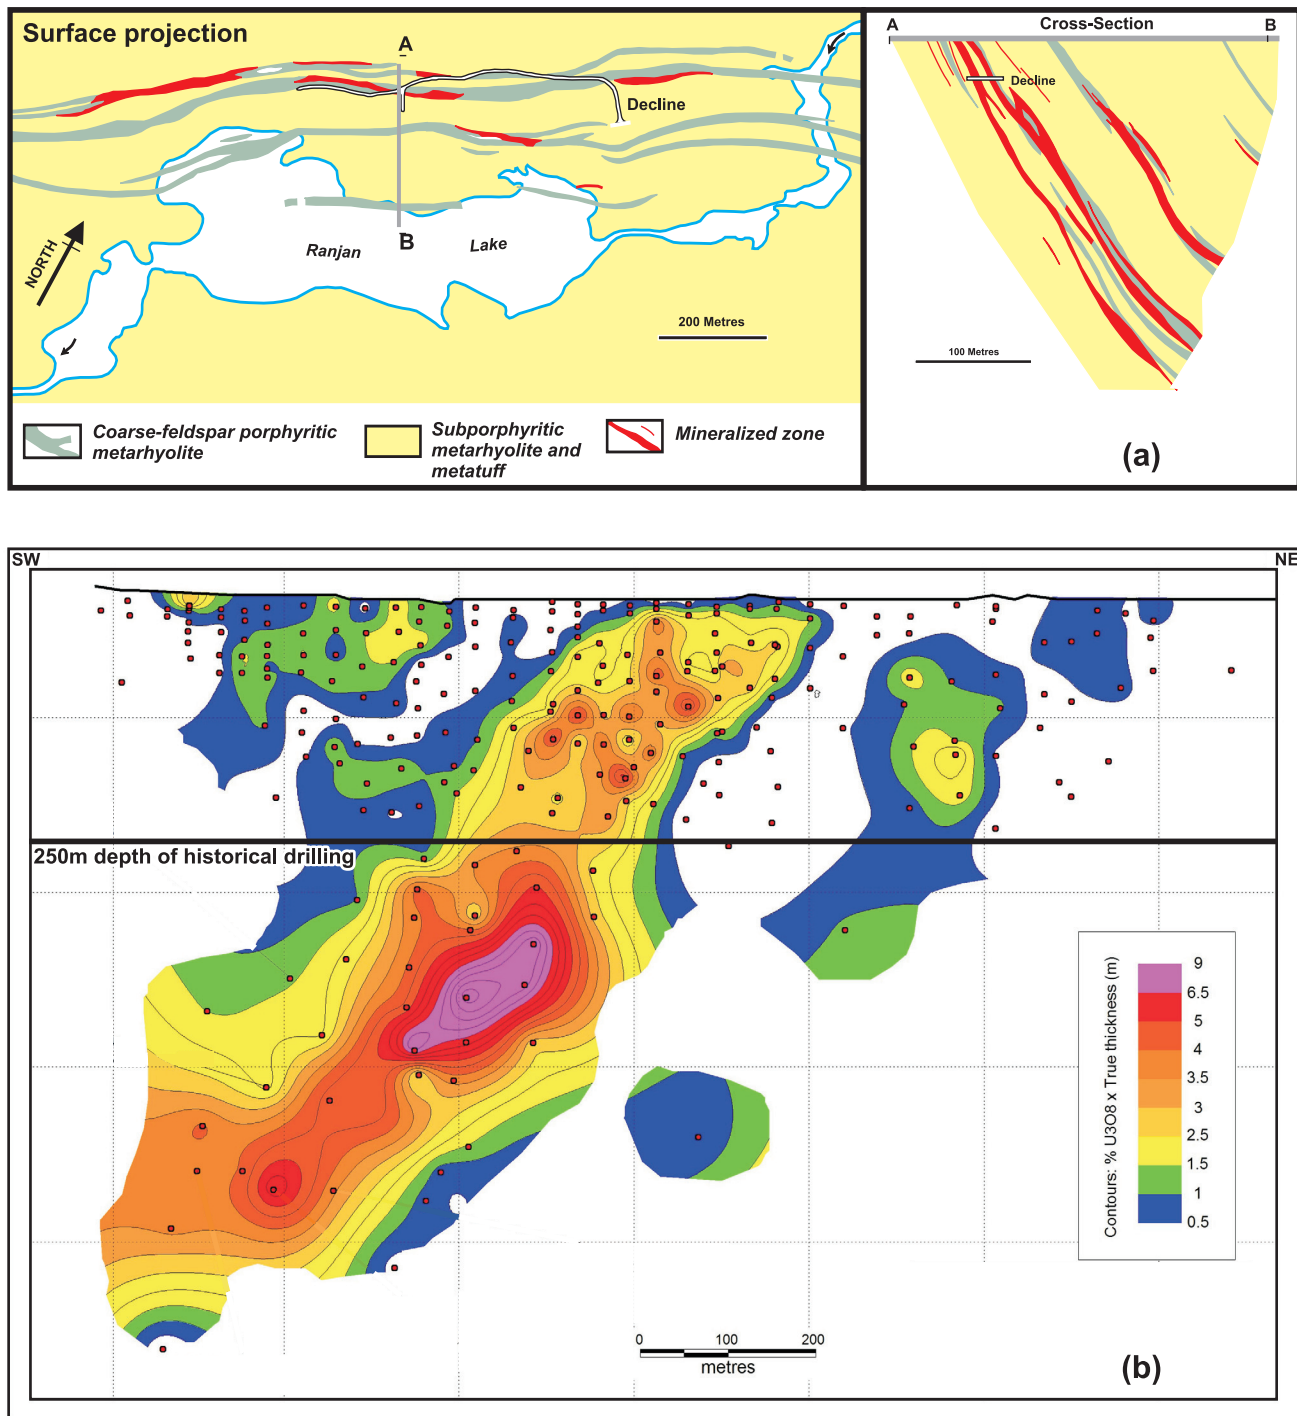 Surface projection
A
Decline
B
Ranjan
Lake
NORTH
200 Metres
Coarse-feldspar porphyritic
metarhyolite
Subporphyritic
metarhyolite and
metatuff
Mineralized zone
A
Cross-Section
B
Decline
100 Metres
(a)
SW
NE
250m depth of historical drilling
Contours: % U3O8 x True thickness (m)
9
6.5
5
4
3.5
3
2.5
1.5
1
0.5
0 100 200
metres
(b)